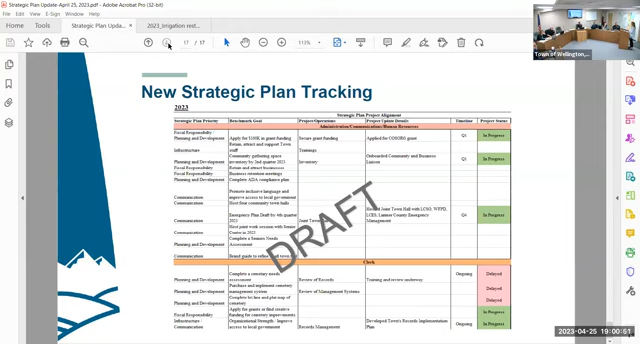 Strategic Plan Update-April 25, 2023.pdf - Adobe Acrobat Pro (32-bit)
File Edit View E-Sign Window Help
Home Tools Strategic Plan Upda... × 2023_Irrigation rest...
17 / 17 113%
Town of Wellington,...
New Strategic Plan Tracking
2023
Strategic Plan Project Alignment
Strategic Plan Priority Benchmark Goal Project/Operations Project Update Details Timeline Project Status
Administration/Communications/Human Resources
Fiscal Responsibility /
Planning and Development Apply for $100K in grant funding Secure grant funding Applied for COSORG grant Q1 In Progress
Retain, attract and support Town
Infrastructure staff Trainings
Community gathering space Onboarded Community and Business
Planning and Development inventory by 2nd quarter 2023 Inventory Liaison Q1 In Progress
Fiscal Responsibility Retain and attract businesses
Fiscal Responsibility Business retention meetings
Planning and Development Complete ADA compliance plan
Promote inclusive language and
Communication improve access to local government
Communication Host four community town halls
Joint Town Hall with LCSO, WFPD,
Emergency Plan Draft by 4th quarter LCES, Larimer County Emergency
Communication 2023 Joint Town Management Q4 In Progress
Host joint work session with Senior
Communication Center in 2023
Complete a Seniors Needs
Planning and Development Assessment
Communication Brand guide to refine
DRAFT
Clerk
Complete a cemetery needs
Planning and Development assessment Review of Records Training and review underway Ongoing Delayed
Purchase and implement cemetery
Planning and Development management system Review of Management Systems Delayed
Complete lot line and plat map of
Planning and Development cemetery Delayed
Apply for grants or find creative
Fiscal Responsibility funding for cemetery improvements In Progress
Infrastructure / Organizational Strength - improve Developed Town's Records Implementation
Communication access to local government Records Management Plan Ongoing In Progress
2023-04-25 19:00:51